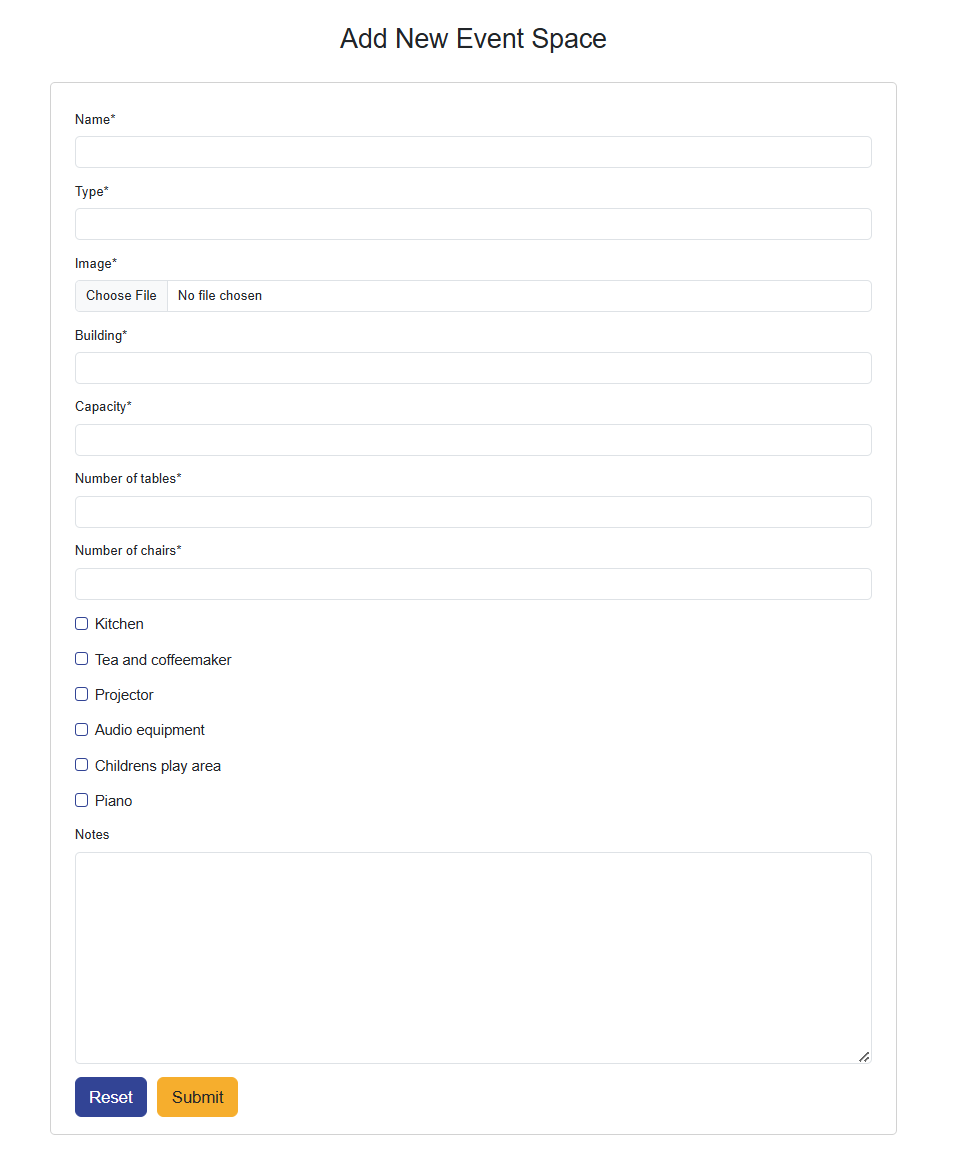 Add New Event Space
Name*
Type*
Image*
Choose File No file chosen
Building*
Capacity*
Number of tables*
Number of chairs*
Kitchen
Tea and coffeemaker
Projector
Audio equipment
Childrens play area
Piano
Notes
Reset Submit